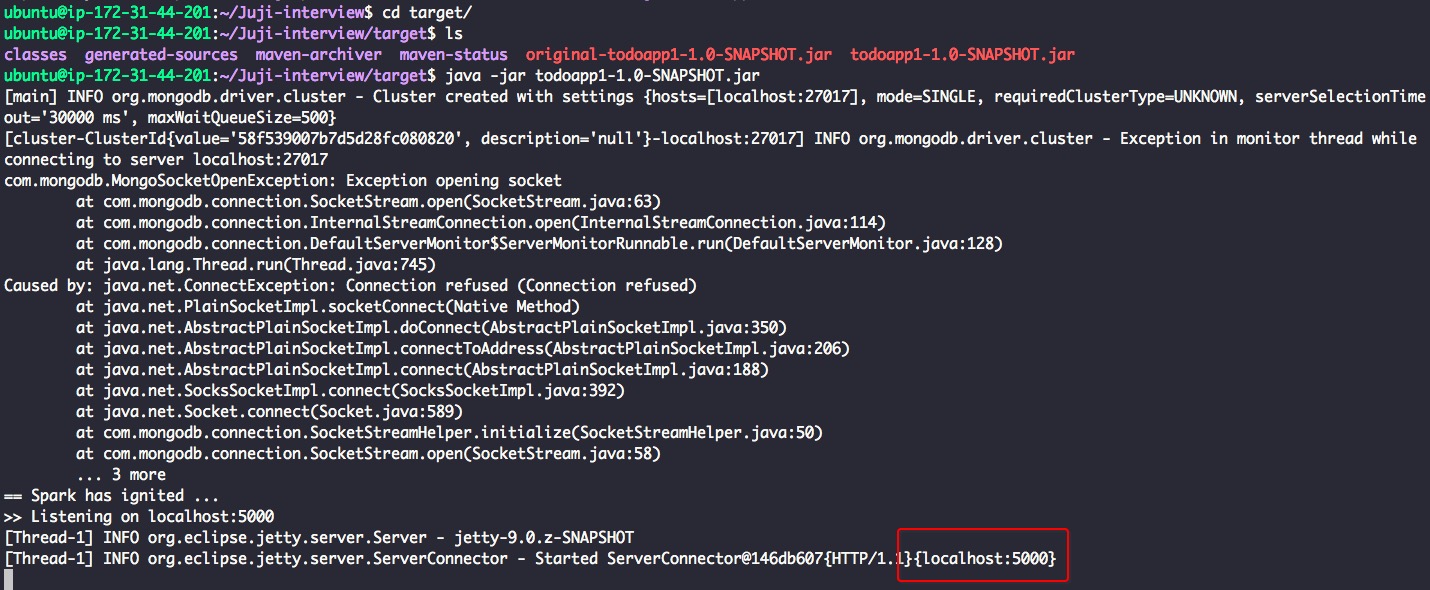 ubuntu@ip-172-31-44-201:~/Juji-interview$ cd target/
ubuntu@ip-172-31-44-201:~/Juji-interview/target$ ls
classes  generated-sources  maven-archiver  maven-status  original-todoapp1-1.0-SNAPSHOT.jar  todoapp1-1.0-SNAPSHOT.jar
ubuntu@ip-172-31-44-201:~/Juji-interview/target$ java -jar todoapp1-1.0-SNAPSHOT.jar
[main] INFO org.mongodb.driver.cluster - Cluster created with settings {hosts=[localhost:27017], mode=SINGLE, requiredClusterType=UNKNOWN, serverSelectionTime
out='30000 ms', maxWaitQueueSize=500}
[cluster-ClusterId{value='58f539007b7d5d28fc080820', description='null'}-localhost:27017] INFO org.mongodb.driver.cluster - Exception in monitor thread while
connecting to server localhost:27017
com.mongodb.MongoSocketOpenException: Exception opening socket
        at com.mongodb.connection.SocketStream.open(SocketStream.java:63)
        at com.mongodb.connection.InternalStreamConnection.open(InternalStreamConnection.java:114)
        at com.mongodb.connection.DefaultServerMonitor$ServerMonitorRunnable.run(DefaultServerMonitor.java:128)
        at java.lang.Thread.run(Thread.java:745)
Caused by: java.net.ConnectException: Connection refused (Connection refused)
        at java.net.PlainSocketImpl.socketConnect(Native Method)
        at java.net.AbstractPlainSocketImpl.doConnect(AbstractPlainSocketImpl.java:350)
        at java.net.AbstractPlainSocketImpl.connectToAddress(AbstractPlainSocketImpl.java:206)
        at java.net.AbstractPlainSocketImpl.connect(AbstractPlainSocketImpl.java:188)
        at java.net.SocksSocketImpl.connect(SocksSocketImpl.java:392)
        at java.net.Socket.connect(Socket.java:589)
        at com.mongodb.connection.SocketStreamHelper.initialize(SocketStreamHelper.java:50)
        at com.mongodb.connection.SocketStream.open(SocketStream.java:58)
        ... 3 more
== Spark has ignited ...
>> Listening on localhost:5000
[Thread-1] INFO org.eclipse.jetty.server.Server - jetty-9.0.z-SNAPSHOT
[Thread-1] INFO org.eclipse.jetty.server.ServerConnector - Started ServerConnector@146db607{HTTP/1.1}{localhost:5000}